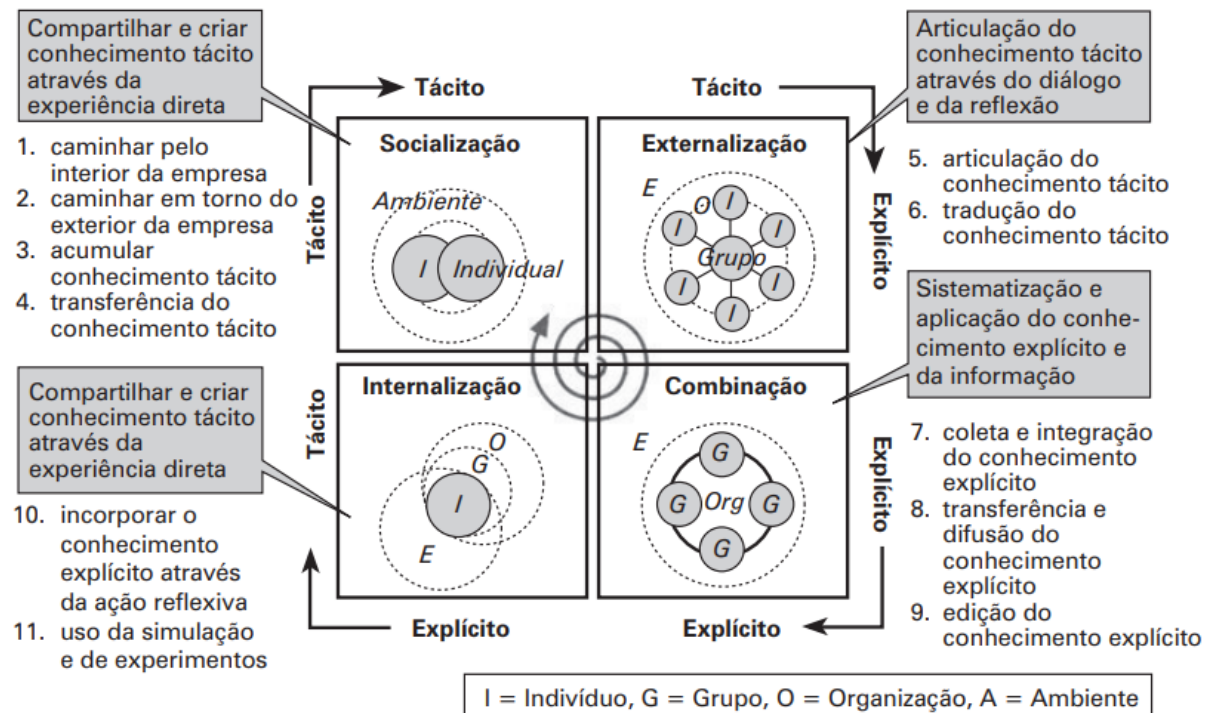 Compartilhar e criar
conhecimento tácito
através da
experiência direta
1. caminhar pelo
interior da empresa
2. caminhar em torno do
exterior da empresa
3. acumular
conhecimento tácito
4. transferência do
conhecimento tácito
Tácito
Tácito
Socialização
Ambiente
I
Individual
Tácito
Externalização
E
O
I
I
I
Grupo
I
I
I
Explícito
Articulação do
conhecimento tácito
através do diálogo
e da reflexão
5. articulação do
conhecimento tácito
6. tradução do
conhecimento tácito
Compartilhar e criar
conhecimento tácito
através da
experiência direta
10. incorporar o
conhecimento
explícito através
da ação reflexiva
11. uso da simulação
e de experimentos
Tácito
Internalização
O
G
I
E
Explícito
Combinação
E
G
G
Org
G
G
Explícito
Explícito
Sistematização e
aplicação do conhe-
cimento explícito e
da informação
7. coleta e integração
do conhecimento
explícito
8. transferência e
difusão do
conhecimento
explícito
9. edição do
conhecimento explícito
I = Indivíduo, G = Grupo, O = Organização, A = Ambiente